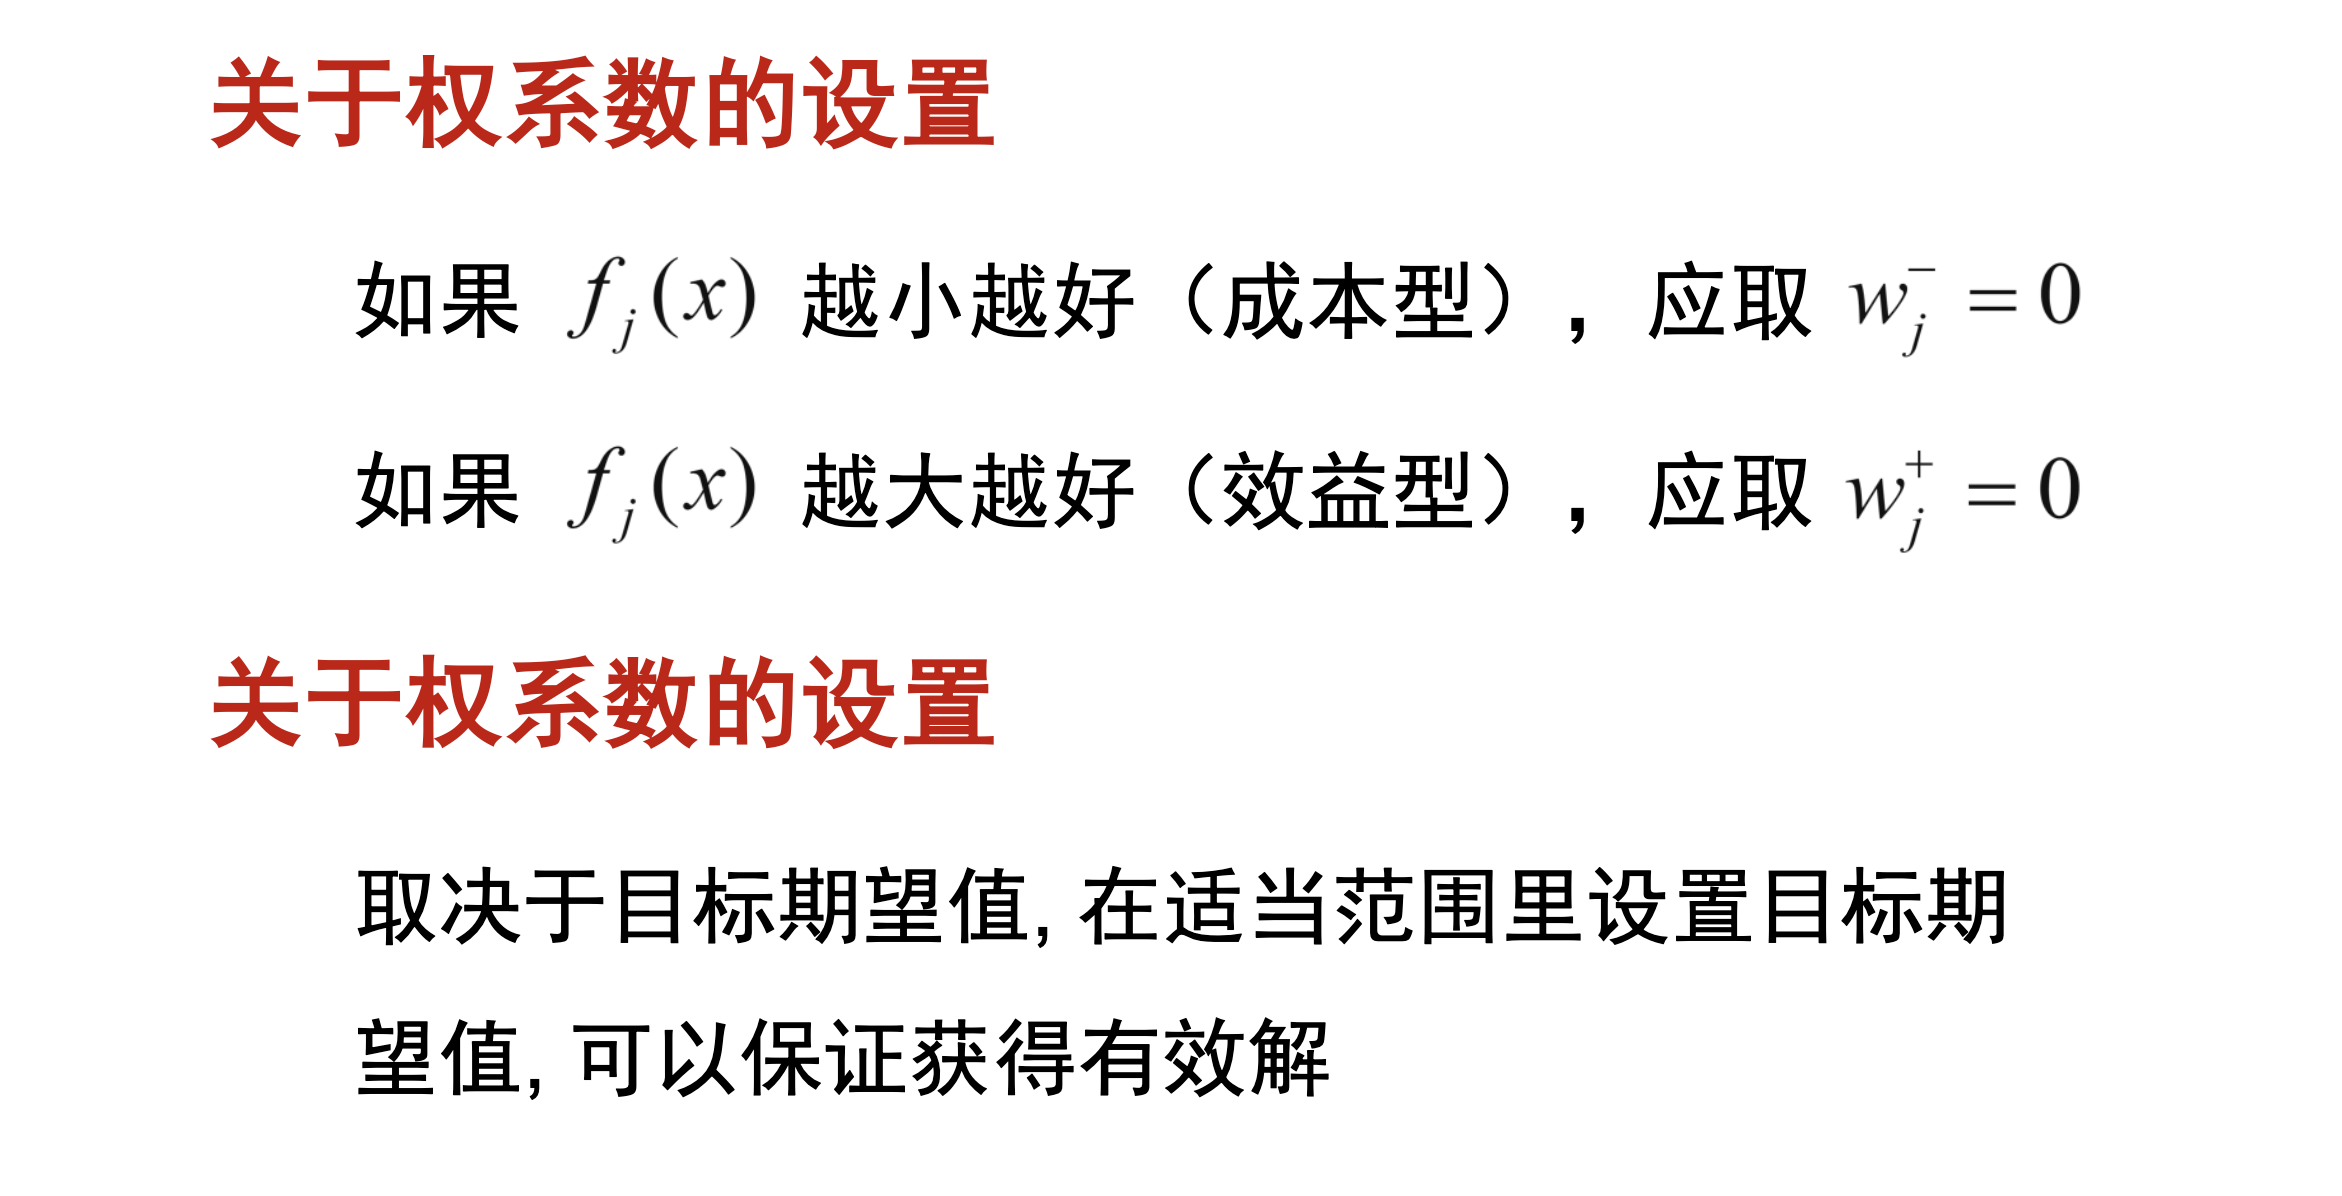 关于权系数的设置
如果 f_j(x) 越小越好（成本型），应取 w_j^- = 0
如果 f_j(x) 越大越好（效益型），应取 w_j^+ = 0
关于权系数的设置
取决于目标期望值, 在适当范围里设置目标期
望值, 可以保证获得有效解